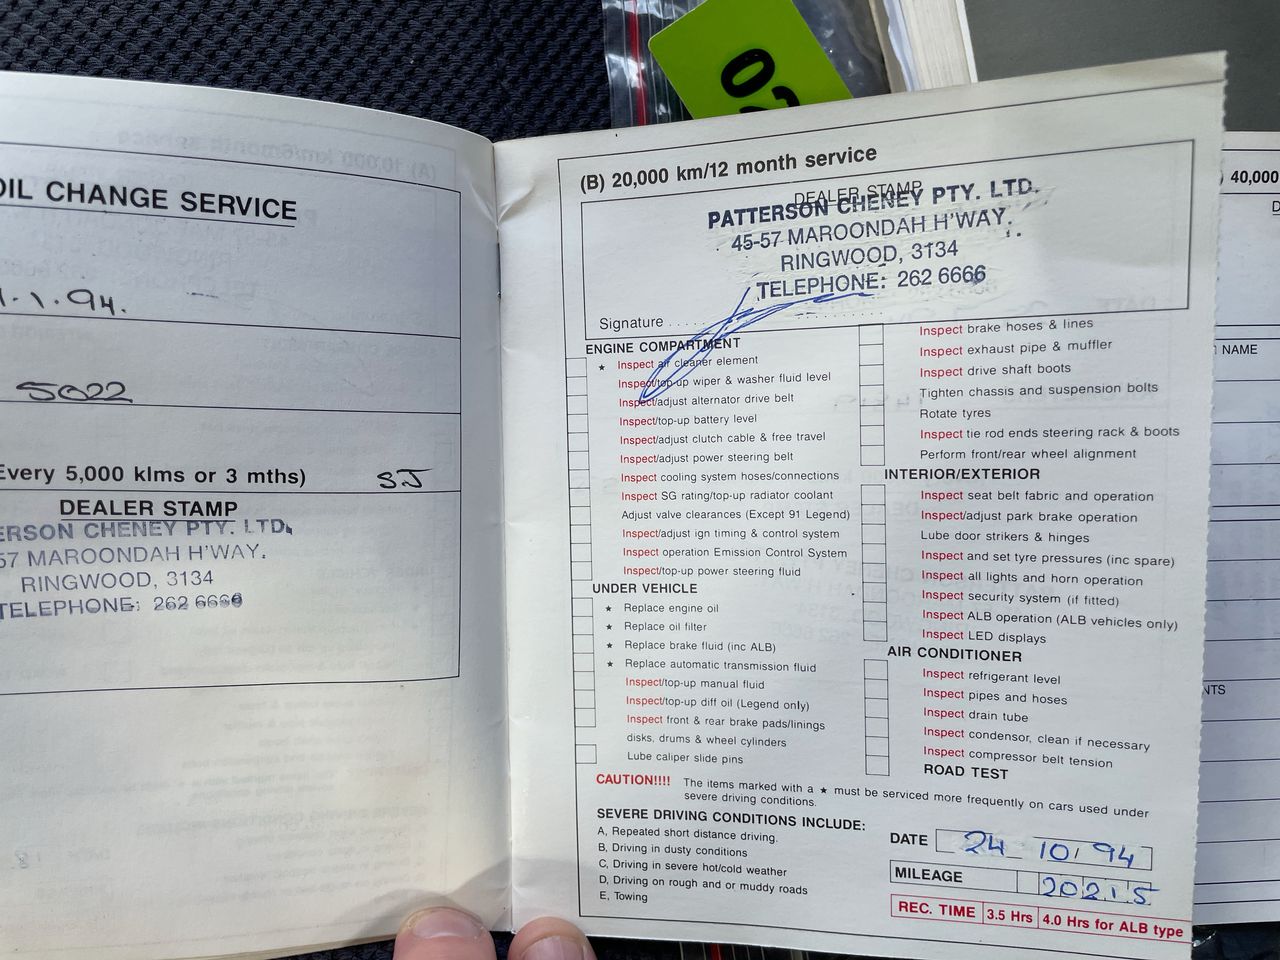 OIL CHANGE SERVICE
1.94.
5022
Every 5,000 klms or 3 mths) SJ
DEALER STAMP
ERSON CHENEY PTY. LTD.
57 MAROONDAH H'WAY.
RINGWOOD, 3134
TELEPHONE: 262 6666
(B) 20,000 km/12 month service
DEALER STAMP
PATTERSON CHENEY PTY. LTD.
45-57 MAROONDAH H'WAY.
RINGWOOD, 3134
TELEPHONE: 262 6666
Signature
ENGINE COMPARTMENT
★ Inspect air cleaner element
Inspect/top-up wiper & washer fluid level
Inspect/adjust alternator drive belt
Inspect/top-up battery level
Inspect/adjust clutch cable & free travel
Inspect/adjust power steering belt
Inspect cooling system hoses/connections
Inspect SG rating/top-up radiator coolant
Adjust valve clearances (Except 91 Legend)
Inspect/adjust ign timing & control system
Inspect operation Emission Control System
Inspect/top-up power steering fluid
UNDER VEHICLE
★ Replace engine oil
★ Replace oil filter
★ Replace brake fluid (inc ALB)
★ Replace automatic transmission fluid
Inspect/top-up manual fluid
Inspect/top-up diff oil (Legend only)
Inspect front & rear brake pads/linings
disks, drums & wheel cylinders
Lube caliper slide pins
Inspect brake hoses & lines
Inspect exhaust pipe & muffler
Inspect drive shaft boots
Tighten chassis and suspension bolts
Rotate tyres
Inspect tie rod ends steering rack & boots
Perform front/rear wheel alignment
INTERIOR/EXTERIOR
Inspect seat belt fabric and operation
Inspect/adjust park brake operation
Lube door strikers & hinges
Inspect and set tyre pressures (inc spare)
Inspect all lights and horn operation
Inspect security system (if fitted)
Inspect ALB operation (ALB vehicles only)
Inspect LED displays
AIR CONDITIONER
Inspect refrigerant level
Inspect pipes and hoses
Inspect drain tube
Inspect condensor, clean if necessary
Inspect compressor belt tension
ROAD TEST
CAUTION!!!! The items marked with a ★ must be serviced more frequently on cars used under
severe driving conditions.
SEVERE DRIVING CONDITIONS INCLUDE:
A, Repeated short distance driving.
B, Driving in dusty conditions
C, Driving in severe hot/cold weather
D, Driving on rough and or muddy roads
E, Towing
DATE 24 10/94
MILEAGE 20215
REC. TIME 3.5 Hrs 4.0 Hrs for ALB type
40,000
NAME